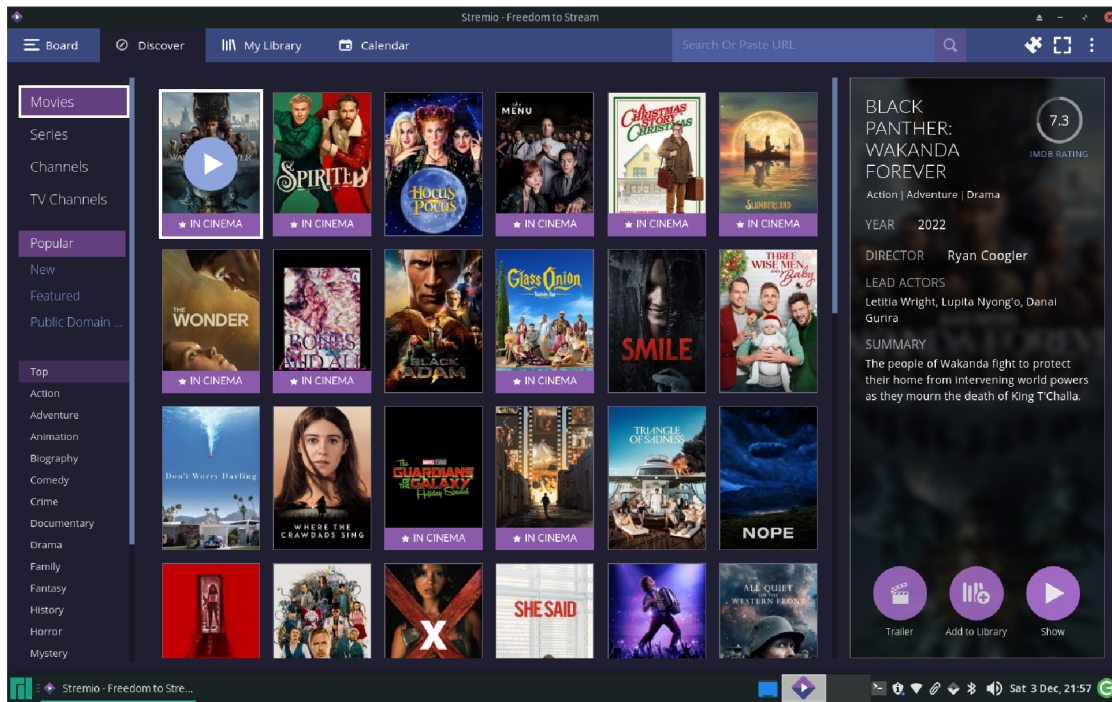 Stremio - Freedom to Stream
Board
Discover
My Library
Calendar
Search Or Paste URL
Movies
Series
Channels
TV Channels
Popular
New
Featured
Public Domain ...
Top
Action
Adventure
Animation
Biography
Comedy
Crime
Documentary
Drama
Family
Fantasy
History
Horror
Mystery
IN CINEMA
SPIRITED
IN CINEMA
HOCUS POCUS
the MENU
IN CINEMA
A CHRISTMAS STORY CHRISTMAS
IN CINEMA
SLUMBERLAND
IN CINEMA
THE WONDER
IN CINEMA
BONES AND ALL
IN CINEMA
BLACK ADAM
Glass Onion
IN CINEMA
SMILE
THREE WISE MEN and a Baby
Don't Worry Darling
WHERE THE
CRAWDADS SING
MARVEL STUDIOS
The GUARDIANS OF THE GALAXY Holiday Special
IN CINEMA
IN CINEMA
TRIANGLE
OF SADNESS
NOPE
X
SHE SAID
ALL QUIET
ON THE
WESTERN FRONT
BLACK
PANTHER:
WAKANDA
FOREVER
7.3
IMDB RATING
Action | Adventure | Drama
YEAR 2022
DIRECTOR Ryan Coogler
LEAD ACTORS
Letitia Wright, Lupita Nyong'o, Danai
Gurira
SUMMARY
The people of Wakanda fight to protect
their home from intervening world powers
as they mourn the death of King T'Challa.
Trailer
Add to Library
Show
Stremio - Freedom to Stre...
Sat 3 Dec, 21:57